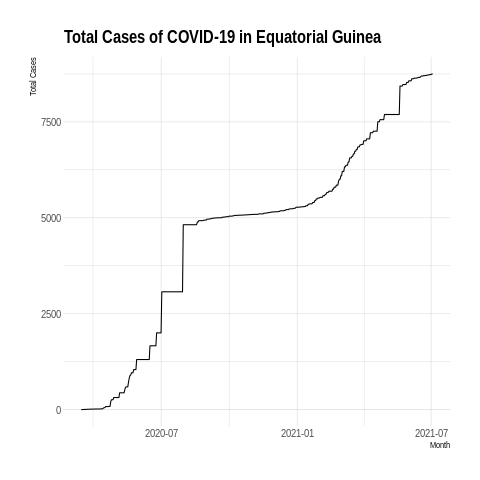 Total Cases of COVID-19 in Equatorial Guinea
Total Cases
7500
5000
2500
0
2020-07
2021-01
2021-07
Month